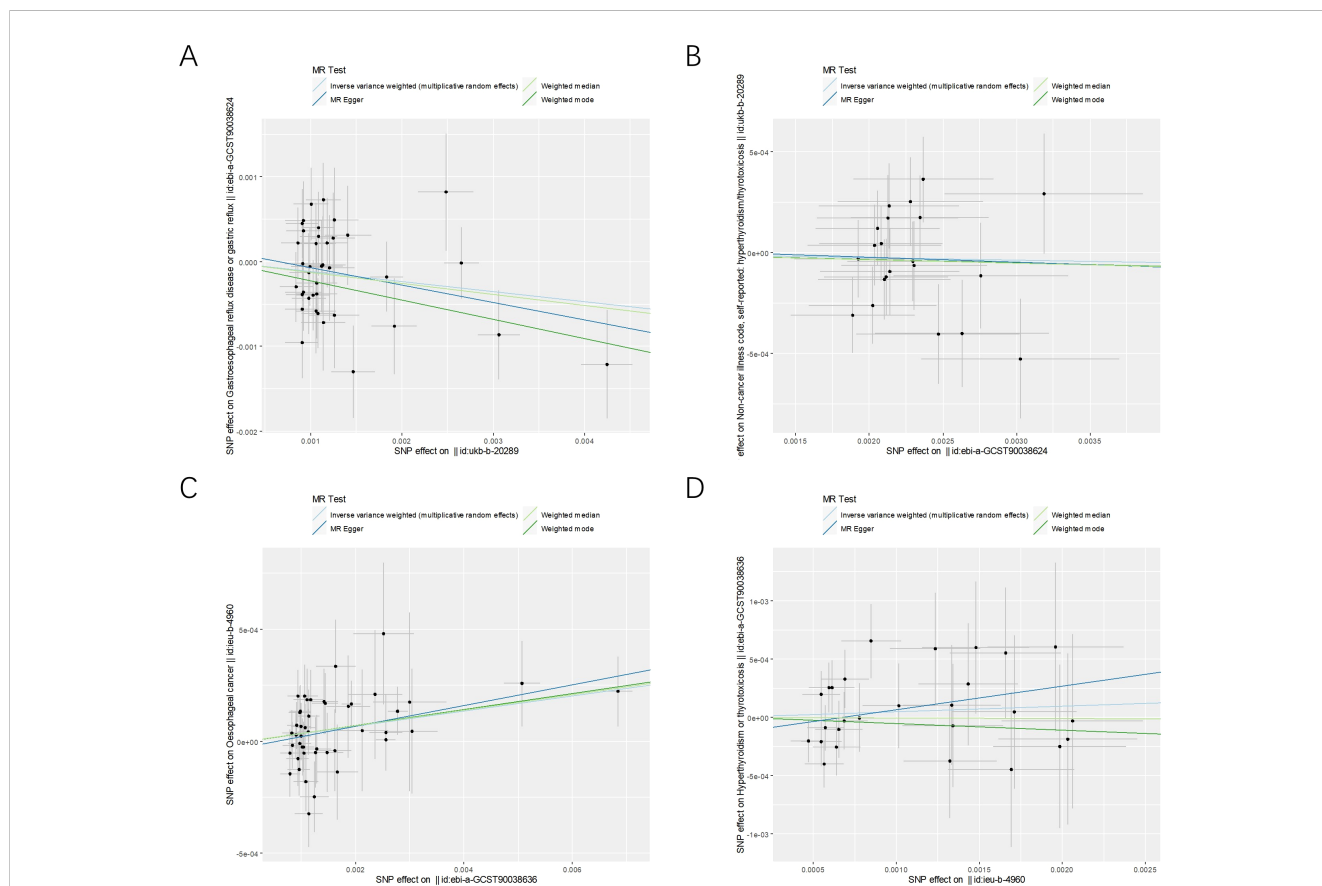 A
MR Test
Inverse variance weighted (multiplicative random effects)
Weighted median
MR Egger
Weighted mode
SNP effect on Gastroesophageal reflux disease or gastric reflux || id:ebi-a-GCST90038624
0.001
0.000
-0.001
-0.002
0.001
0.002
0.003
0.004
SNP effect on || id:ukb-b-20289
B
MR Test
Inverse variance weighted (multiplicative random effects)
Weighted median
MR Egger
Weighted mode
effect on Non-cancer illness code, self-reported: hyperthyroidism/thyrotoxicosis || id:ukb-b-20289
5e-04
0e+00
-5e-04
0.0015
0.0020
0.0025
0.0030
0.0035
SNP effect on || id:ebi-a-GCST90038624
C
MR Test
Inverse variance weighted (multiplicative random effects)
Weighted median
MR Egger
Weighted mode
SNP effect on Oesophageal cancer || id:ieu-b-4960
5e-04
0e+00
-5e-04
0.002
0.004
0.006
SNP effect on || id:ebi-a-GCST90038636
D
MR Test
Inverse variance weighted (multiplicative random effects)
Weighted median
MR Egger
Weighted mode
SNP effect on Hyperthyroidism or thyrotoxicosis || id:ebi-a-GCST90038636
1e-03
5e-04
0e+00
-5e-04
-1e-03
0.0005
0.0010
0.0015
0.0020
0.0025
SNP effect on || id:ieu-b-4960